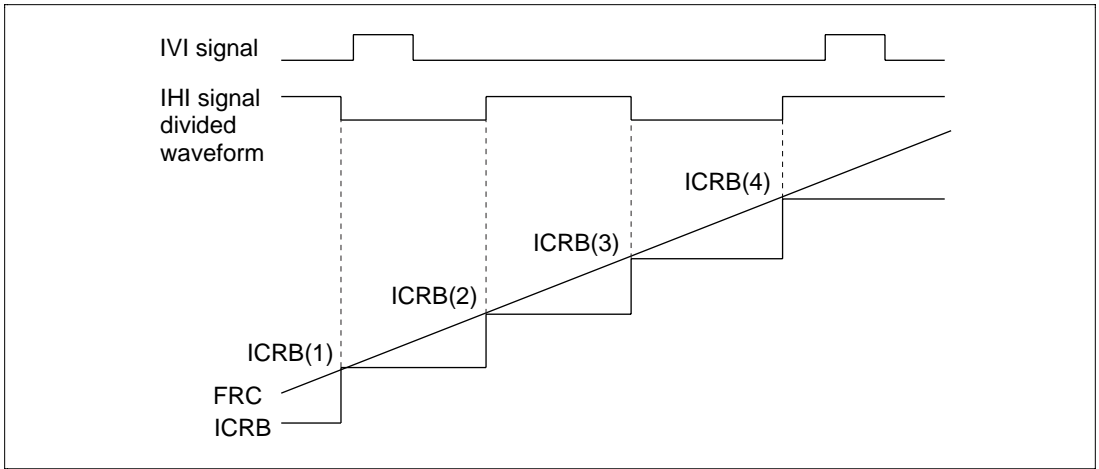 IVI signal
IHI signal
divided
waveform
ICRB(4)
ICRB(3)
ICRB(2)
ICRB(1)
FRC
ICRB